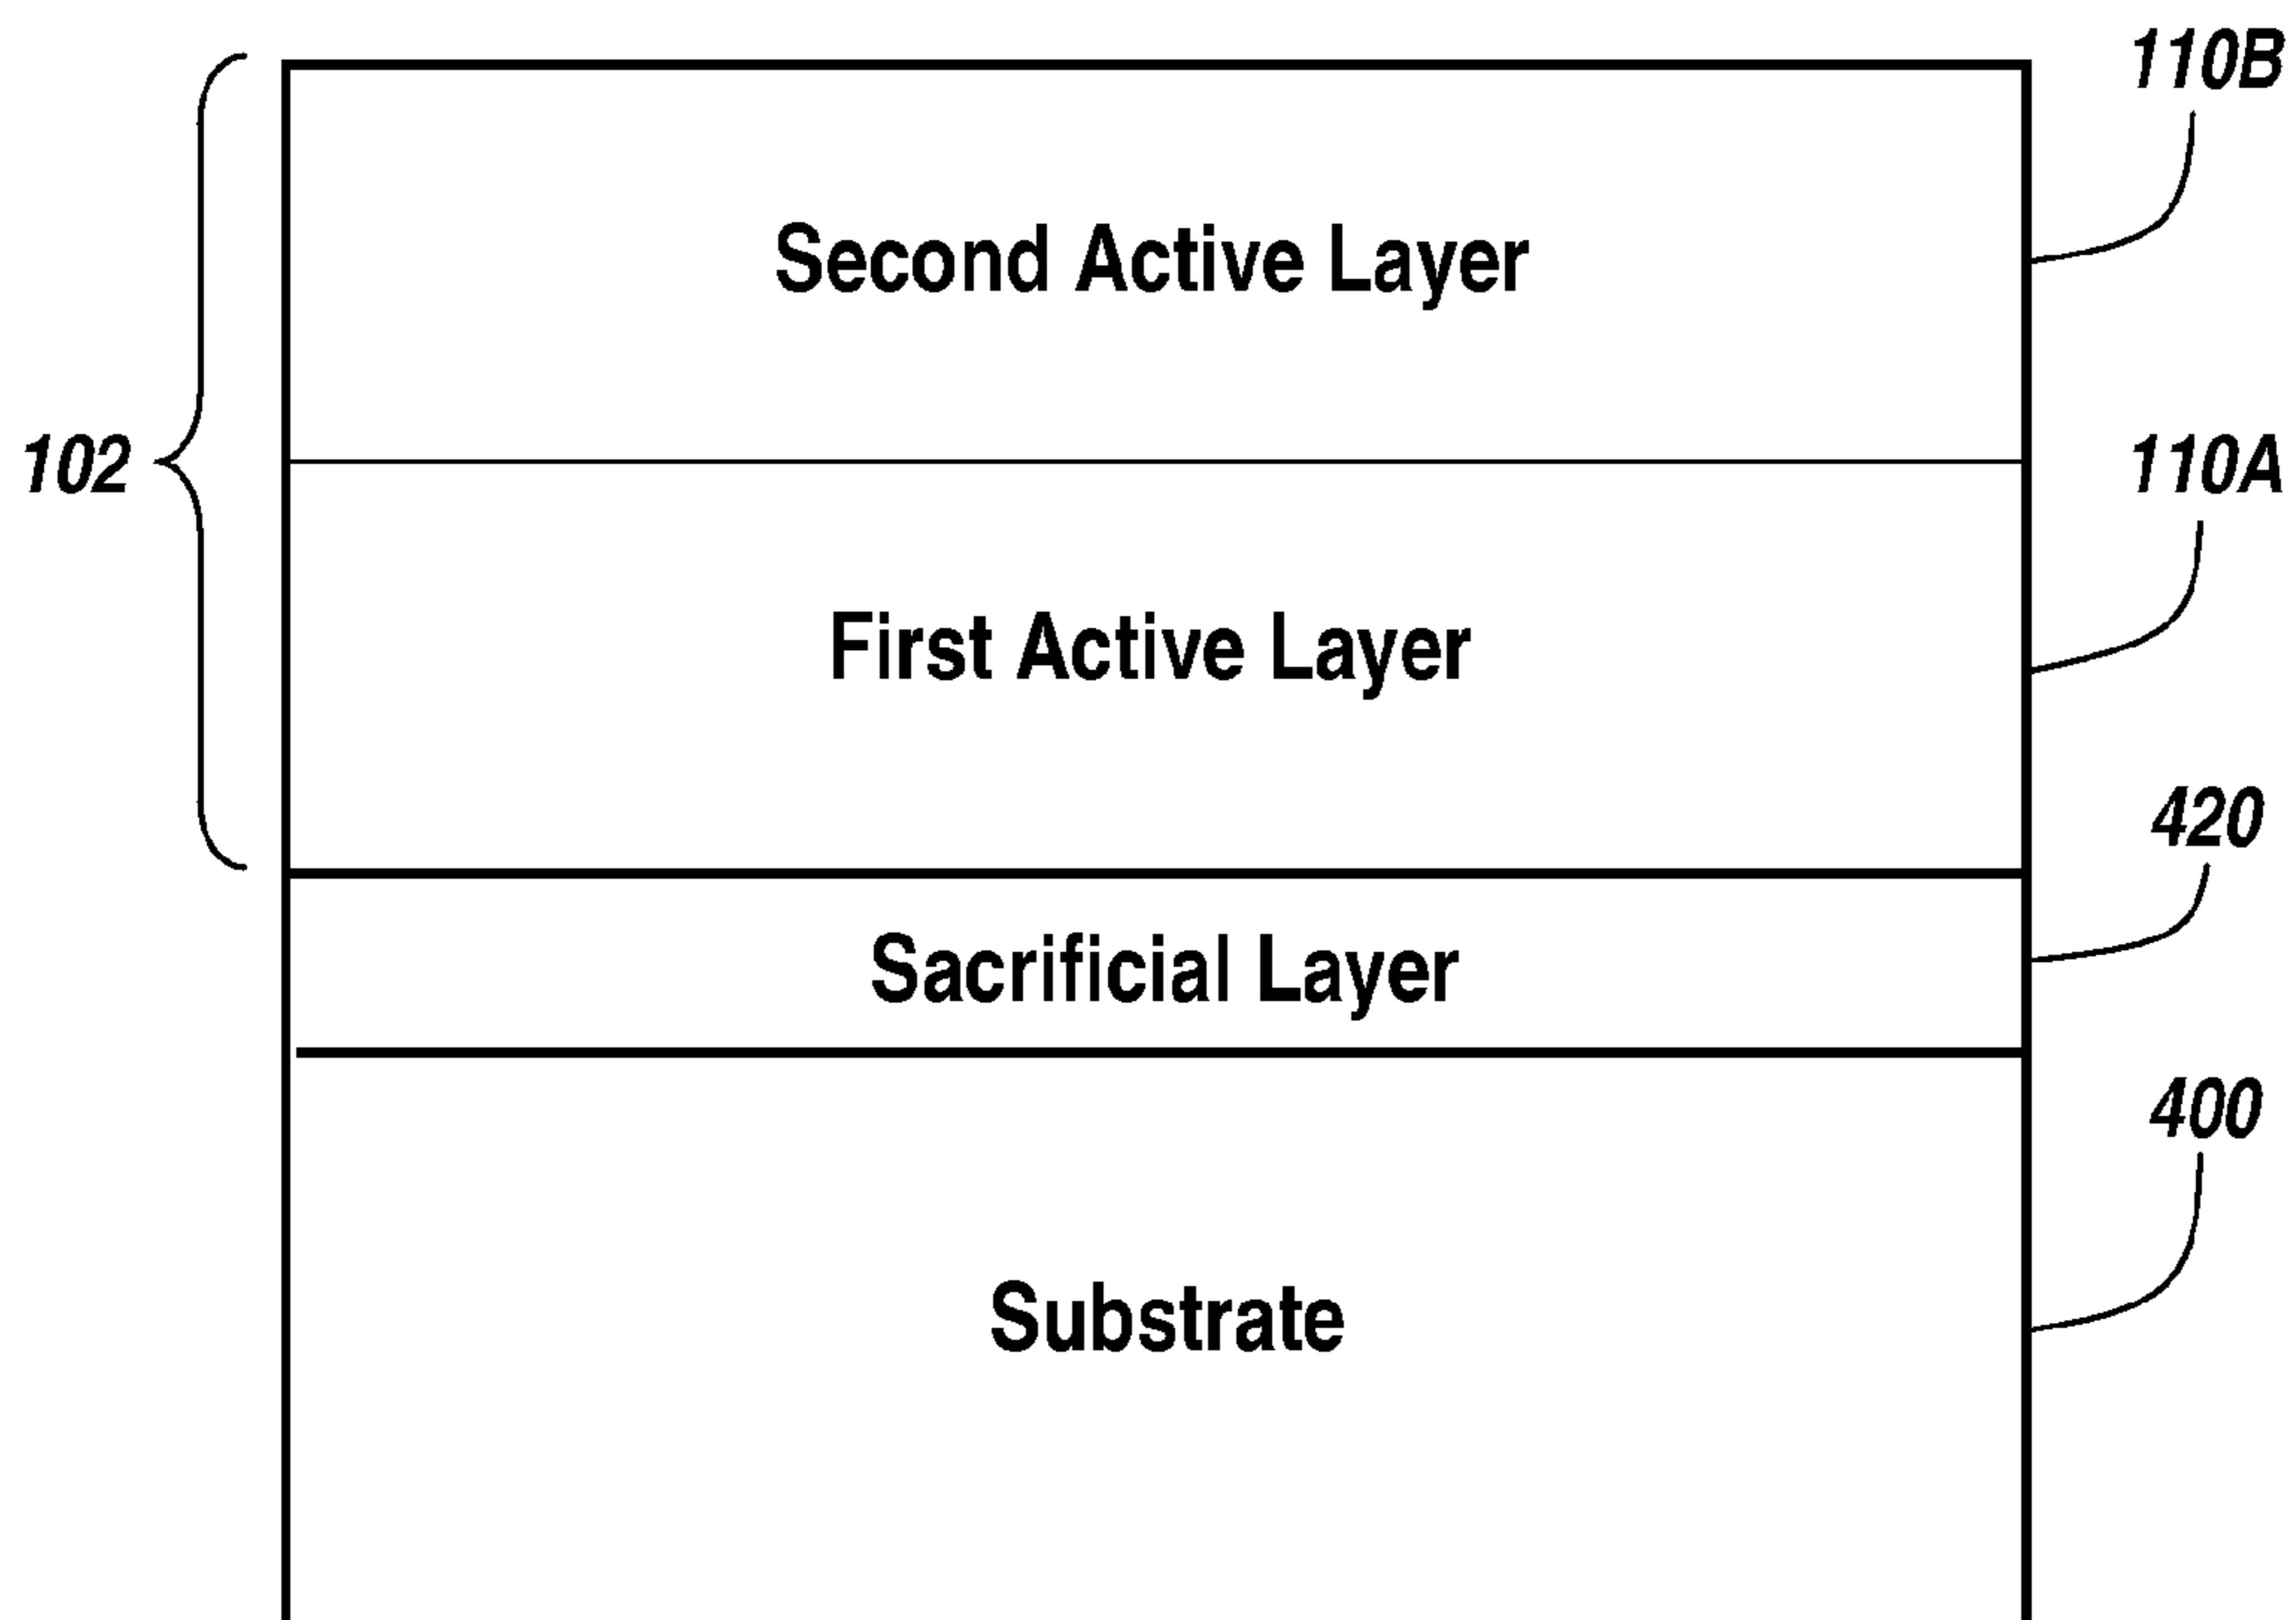 110B
Second Active Layer
102
110A
First Active Layer
420
Sacrificial Layer
400
Substrate